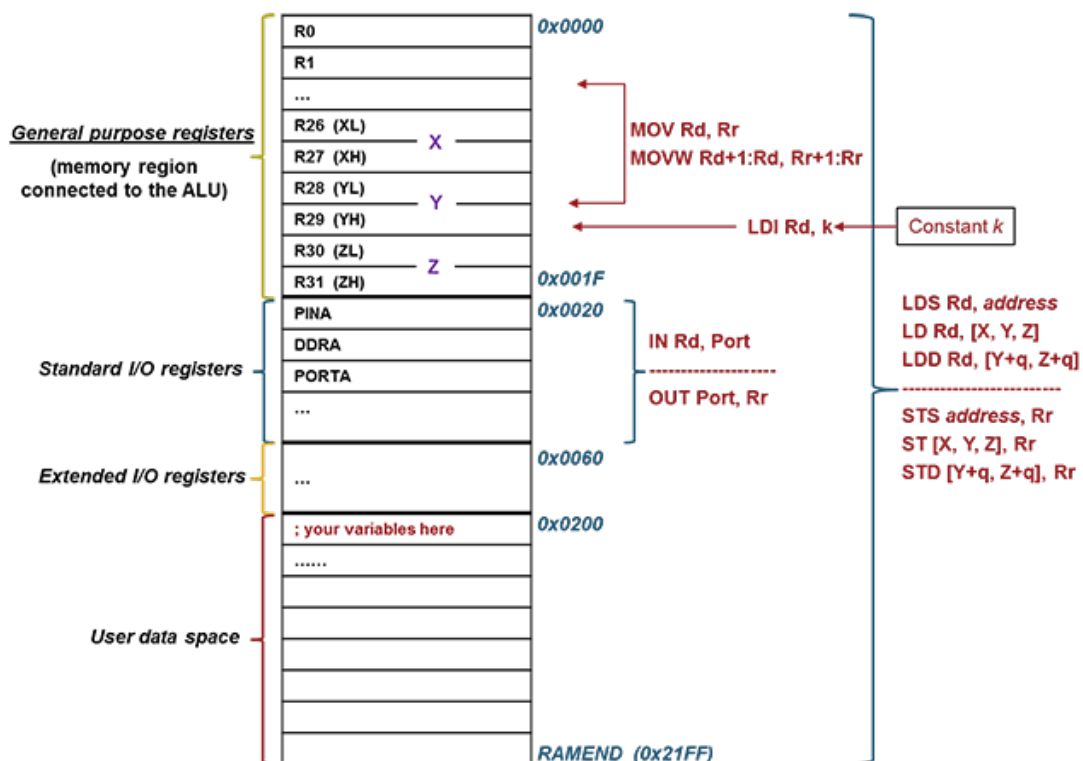 R0
0x0000
R1
...
General purpose registers
(memory region
connected to the ALU)
R26 (XL)
X
R27 (XH)
R28 (YL)
Y
R29 (YH)
R30 (ZL)
Z
R31 (ZH)
0x001F
MOV Rd, Rr
MOVW Rd+1:Rd, Rr+1:Rr
LDI Rd, k
Constant k
PINA
0x0020
DDRA
PORTA
...
Standard I/O registers
IN Rd, Port
--------------------
OUT Port, Rr
LDS Rd, address
LD Rd, [X, Y, Z]
LDD Rd, [Y+q, Z+q]
--------------------------
STS address, Rr
ST [X, Y, Z], Rr
STD [Y+q, Z+q], Rr
Extended I/O registers
0x0060
...
; your variables here
0x0200
......
User data space
RAMEND (0x21FF)